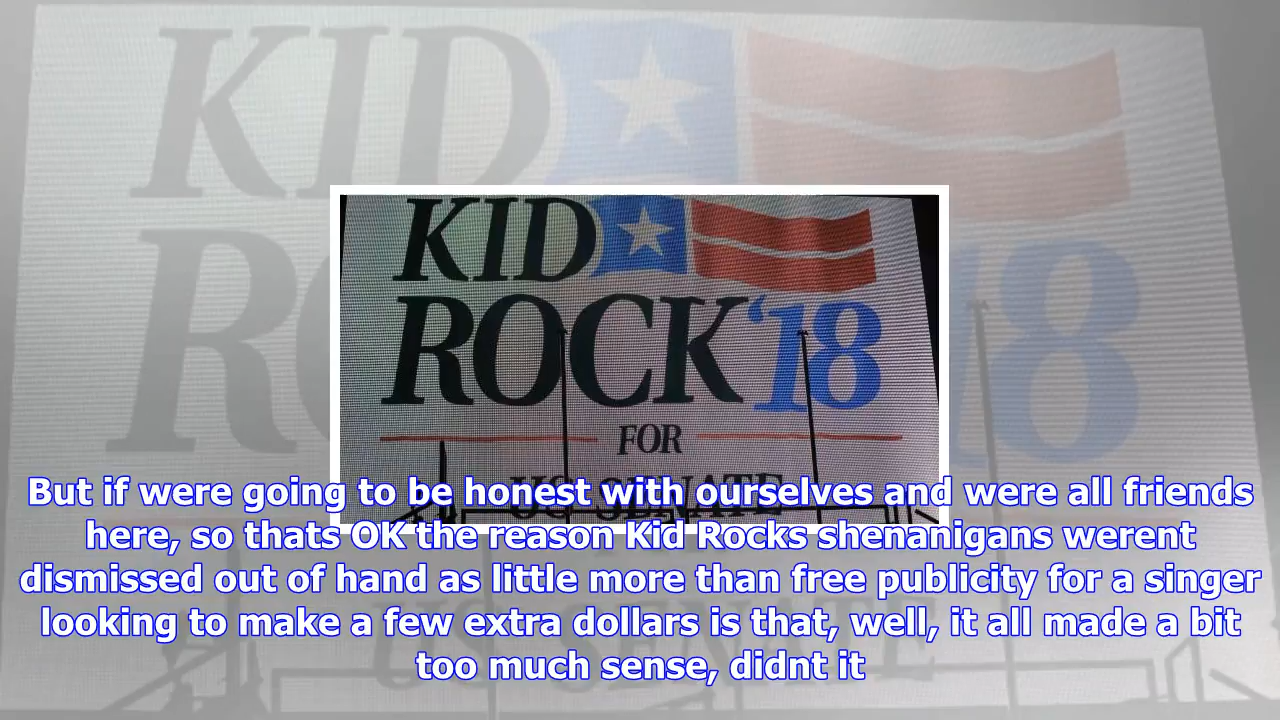 KID
ROCK '18
FOR
US SENATE
But if were going to be honest with ourselves and were all friends
here, so thats OK the reason Kid Rocks shenanigans werent
dismissed out of hand as little more than free publicity for a singer
looking to make a few extra dollars is that, well, it all made a bit
too much sense, didnt it